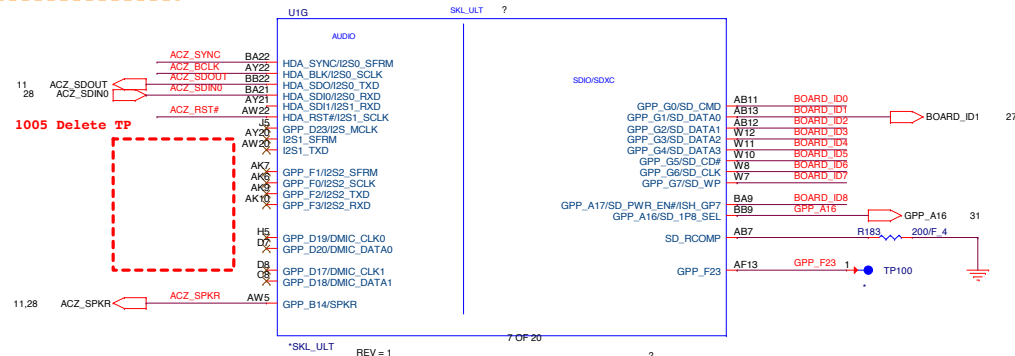 U1G SKL_ULT ?
AUDIO
SDIO/SDXC
ACZ_SYNC BA22 HDA_SYNC/I2S0_SFRM
ACZ_BCLK AY22 HDA_BLK/I2S0_SCLK
11 ACZ_SDOUT ACZ_SDOUT BB22 HDA_SDO/I2S0_TXD
28 ACZ_SDIN0 ACZ_SDIN0 BA21 HDA_SDI0/I2S0_RXD
AY21 HDA_SDI1/I2S1_RXD
ACZ_RST# AW22 HDA_RST#/I2S1_SCLK
J5 GPP_D23/I2S_MCLK
AY20 I2S1_SFRM
AW20 I2S1_TXD
1005 Delete TP
AK7 GPP_F1/I2S2_SFRM
AK6 GPP_F0/I2S2_SCLK
AK9 GPP_F2/I2S2_TXD
AK10 GPP_F3/I2S2_RXD
H5 GPP_D19/DMIC_CLK0
D7 GPP_D20/DMIC_DATA0
D8 GPP_D17/DMIC_CLK1
C8 GPP_D18/DMIC_DATA1
11,28 ACZ_SPKR ACZ_SPKR AW5 GPP_B14/SPKR
GPP_G0/SD_CMD AB11 BOARD_ID0
GPP_G1/SD_DATA0 AB13 BOARD_ID1 BOARD_ID1 27
GPP_G2/SD_DATA1 AB12 BOARD_ID2
GPP_G3/SD_DATA2 W12 BOARD_ID3
GPP_G4/SD_DATA3 W11 BOARD_ID4
GPP_G5/SD_CD# W10 BOARD_ID5
GPP_G6/SD_CLK W8 BOARD_ID6
GPP_G7/SD_WP W7 BOARD_ID7
GPP_A17/SD_PWR_EN#/ISH_GP7 BA9 BOARD_ID8
GPP_A16/SD_1P8_SEL BB9 GPP_A16 GPP_A16 31
SD_RCOMP AB7 R183 200/F_4
GPP_F23 AF13 GPP_F23 1 TP100
*
7 OF 20
*SKL_ULT
REV = 1 ?